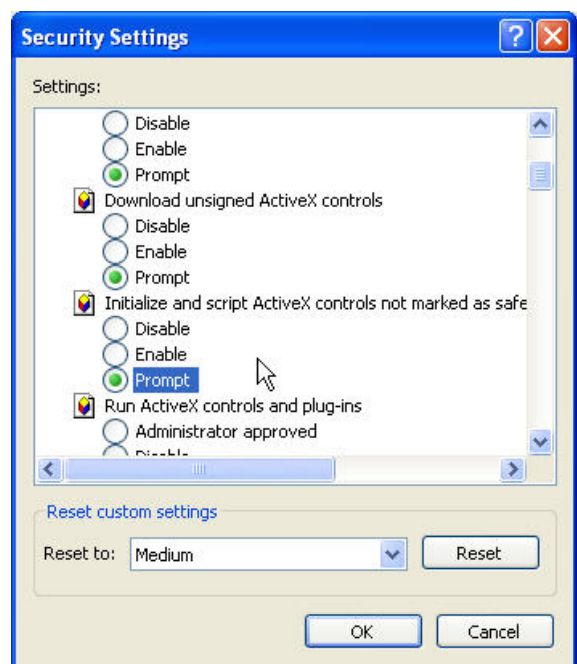 Security Settings
Settings:
Disable
Enable
Prompt
Download unsigned ActiveX controls
Disable
Enable
Prompt
Initialize and script ActiveX controls not marked as safe
Disable
Enable
Prompt
Run ActiveX controls and plug-ins
Administrator approved
Disable
Reset custom settings
Reset to: Medium Reset
OK Cancel